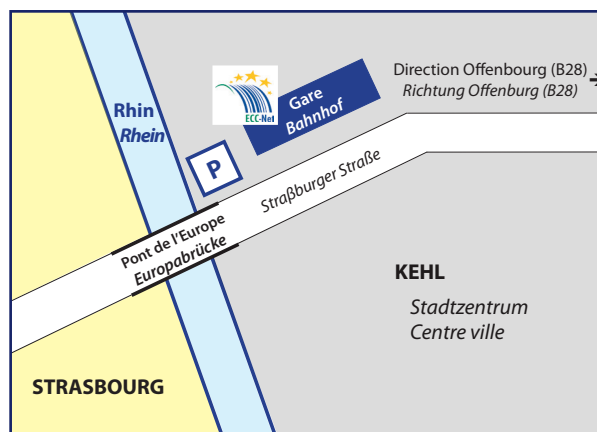 Direction Offenbourg (B28)
Richtung Offenburg (B28)
ECC-Net
Gare
Bahnhof
Rhin
Rhein
P
Straßburger Straße
Pont de l'Europe
Europabrücke
KEHL
Stadtzentrum
Centre ville
STRASBOURG